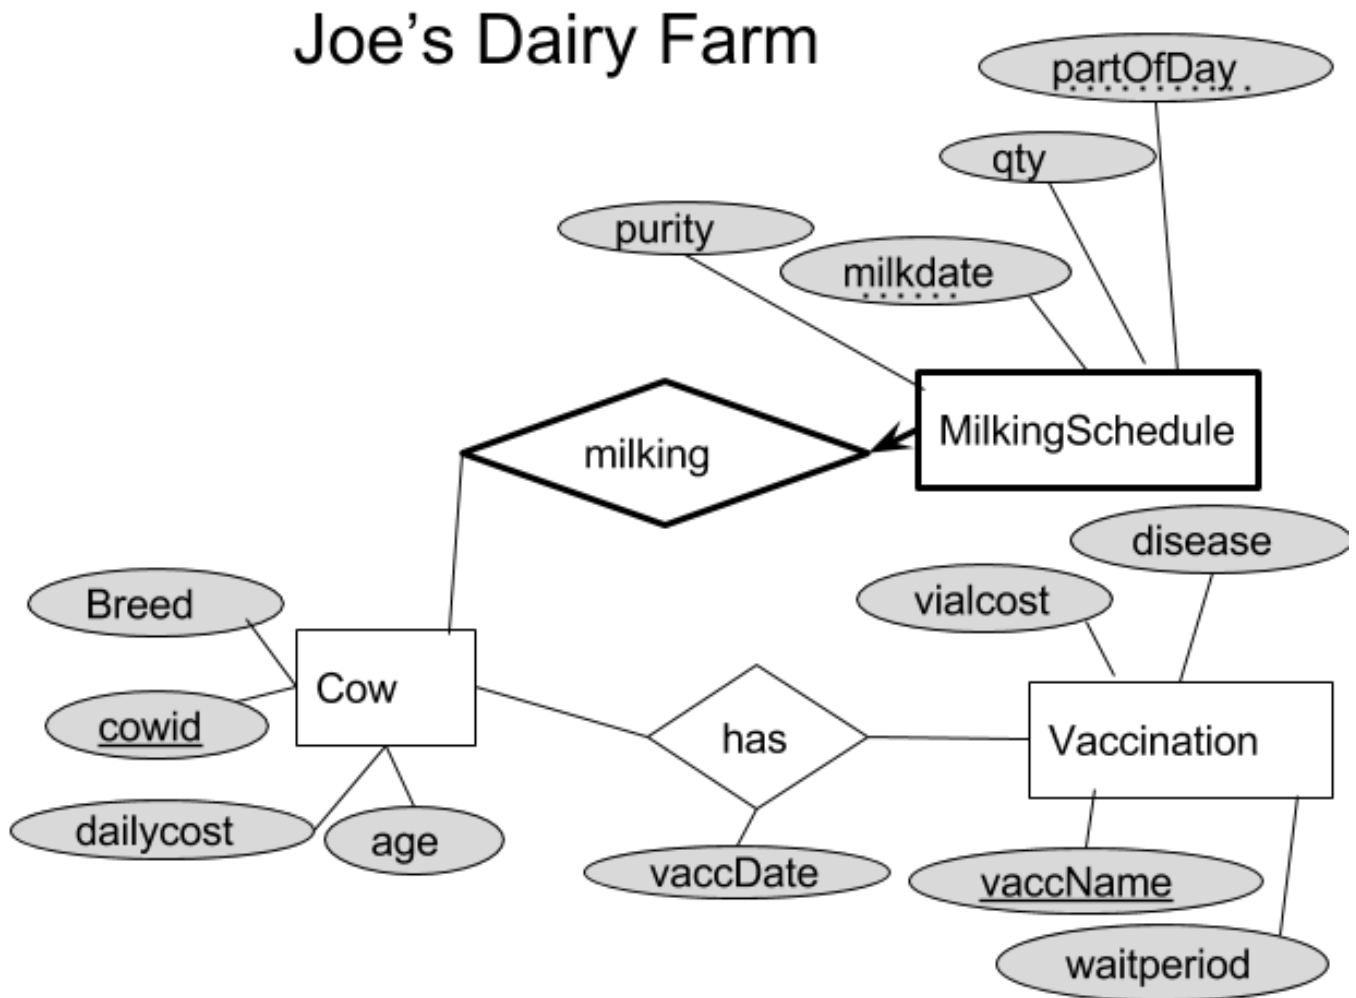 Joe's Dairy Farm
partOfDay
qty
purity
milkdate
MilkingSchedule
milking
disease
vialcost
Breed
Cow
cowid
has
Vaccination
dailycost
age
vaccDate
vaccName
waitperiod